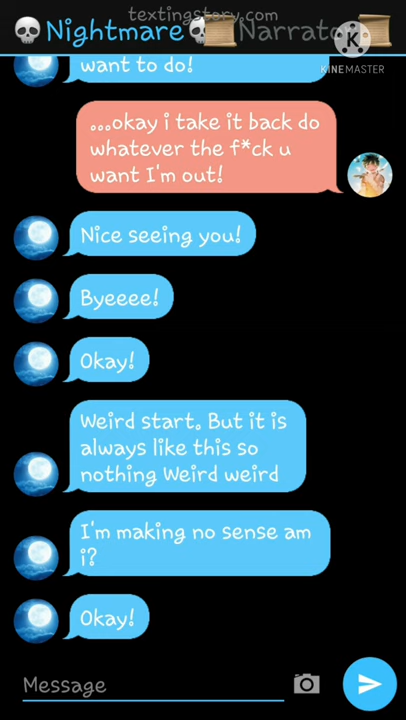 textingstory.com
💀Nightmare💀📜Narrator📜
K
KINEMASTER
want to do!
...okay i take it back do
whatever the f*ck u
want I'm out!
Nice seeing you!
Byeeee!
Okay!
Weird start. But it is
always like this so
nothing Weird weird
I'm making no sense am
i?
Okay!
Message